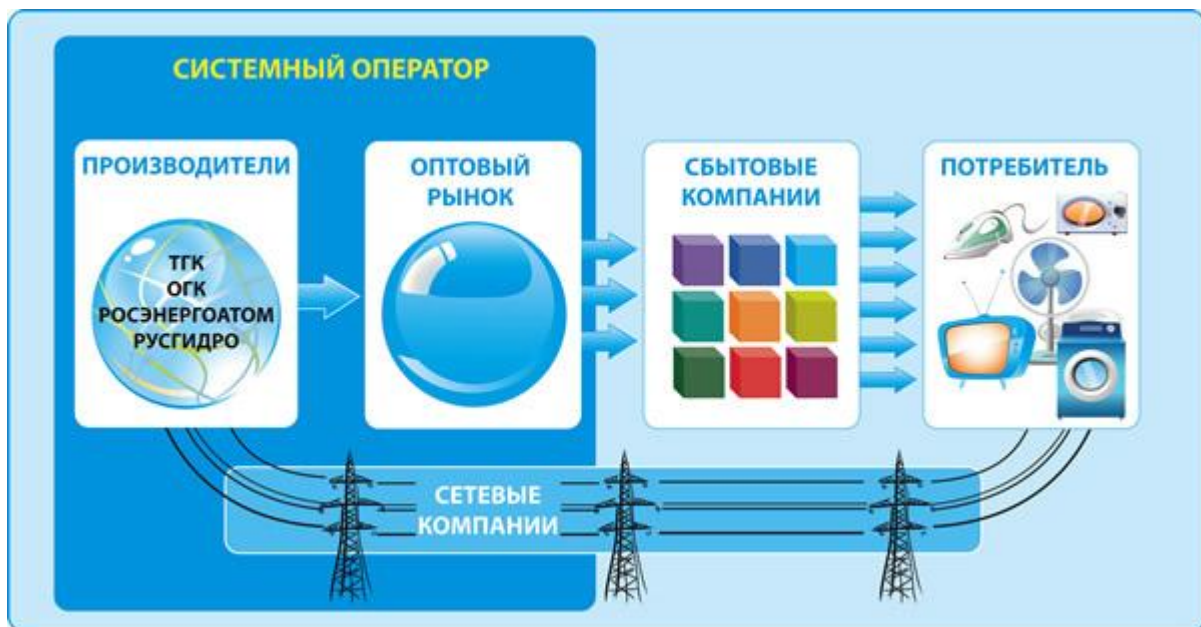 СИСТЕМНЫЙ ОПЕРАТОР
ПРОИЗВОДИТЕЛИ
ТГК
ОГК
РОСЭНЕРГОАТОМ
РУСГИДРО
ОПТОВЫЙ
РЫНОК
СБЫТОВЫЕ
КОМПАНИИ
ПОТРЕБИТЕЛЬ
СЕТЕВЫЕ
КОМПАНИИ